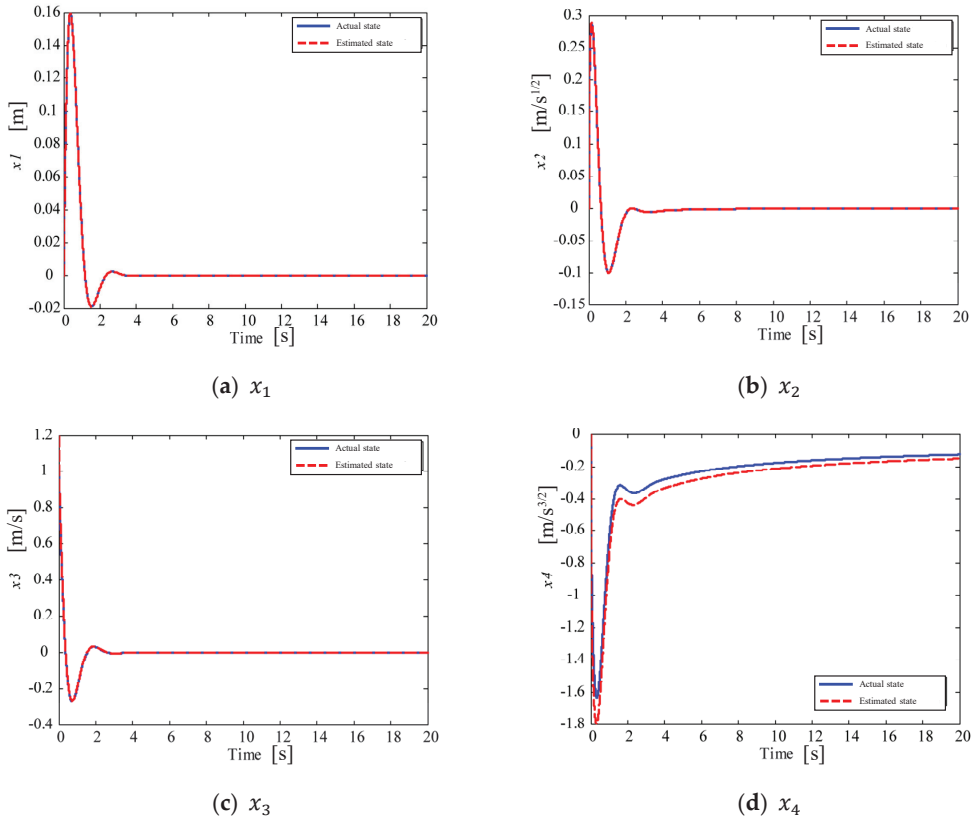 0.16
0.14
0.12
0.1
0.08
0.06
0.04
0.02
0
-0.02
x1 [m]
Actual state
Estimated state
0 2 4 6 8 10 12 14 16 18 20
Time [s]
(a) x₁
0.3
0.25
0.2
0.15
0.1
0.05
0
-0.05
-0.1
0.15
x2 [m/s^1/2]
Actual state
Estimated state
0 2 4 6 8 10 12 14 16 18 20
Time [s]
(b) x₂
1.2
1
0.8
0.6
0.4
0.2
0
-0.2
-0.4
x3 [m/s]
Actual state
Estimated state
0 2 4 6 8 10 12 14 16 18 20
Time [s]
(c) x₃
0
-0.2
-0.4
-0.6
-0.8
-1
-1.2
-1.4
-1.6
-1.8
x4 [m/s^3/2]
Actual state
Estimated state
0 2 4 6 8 10 12 14 16 18 20
Time [s]
(d) x₄